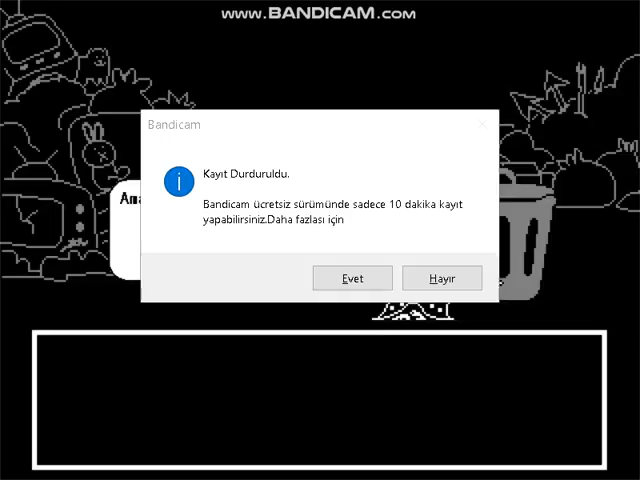 www.BANDICAM.com
Bandicam
Kayıt Durduruldu.
Bandicam ücretsiz sürümünde sadece 10 dakika kayıt
yapabilirsiniz.Daha fazlası için
Evet
Hayır